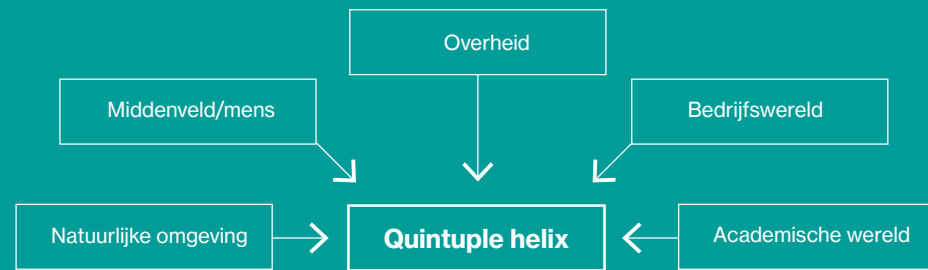 Overheid
Middenveld/mens
Bedrijfswereld
Natuurlijke omgeving
Quintuple helix
Academische wereld